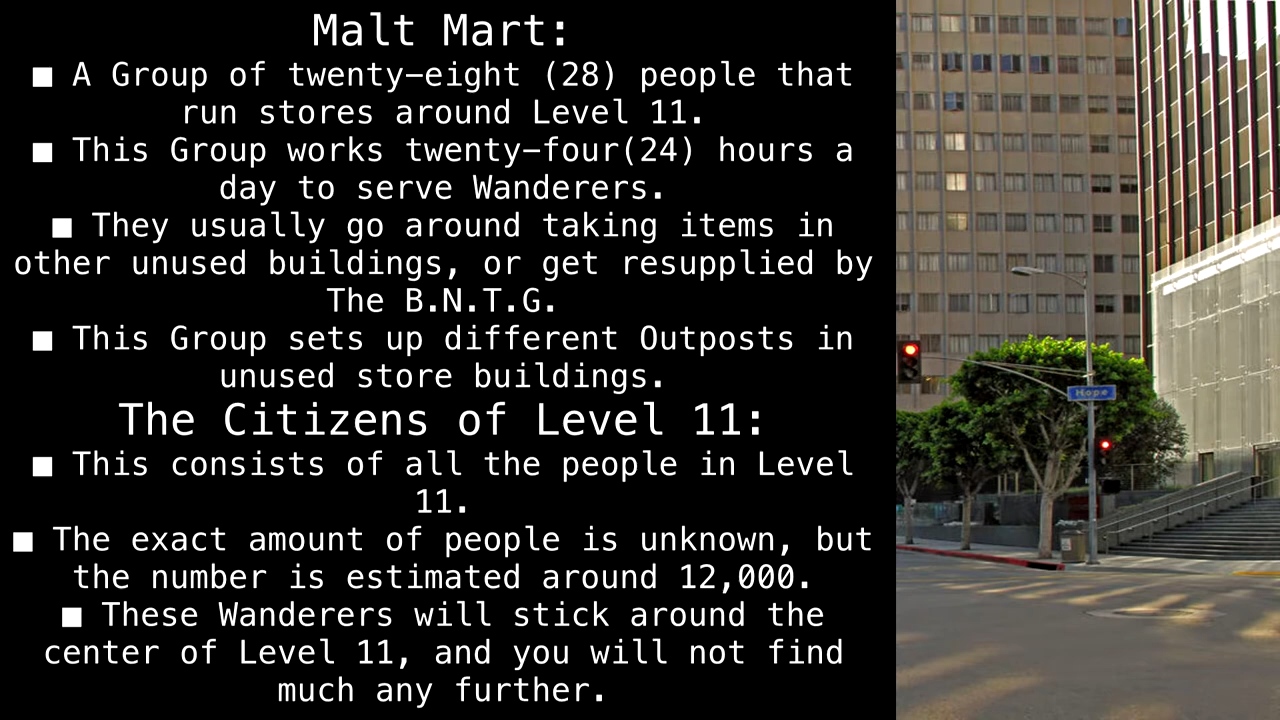 Malt Mart:
■ A Group of twenty-eight (28) people that
run stores around Level 11.
■ This Group works twenty-four(24) hours a
day to serve Wanderers.
■ They usually go around taking items in
other unused buildings, or get resupplied by
The B.N.T.G.
■ This Group sets up different Outposts in
unused store buildings.
The Citizens of Level 11:
■ This consists of all the people in Level
11.
■ The exact amount of people is unknown, but
the number is estimated around 12,000.
■ These Wanderers will stick around the
center of Level 11, and you will not find
much any further.
Hope